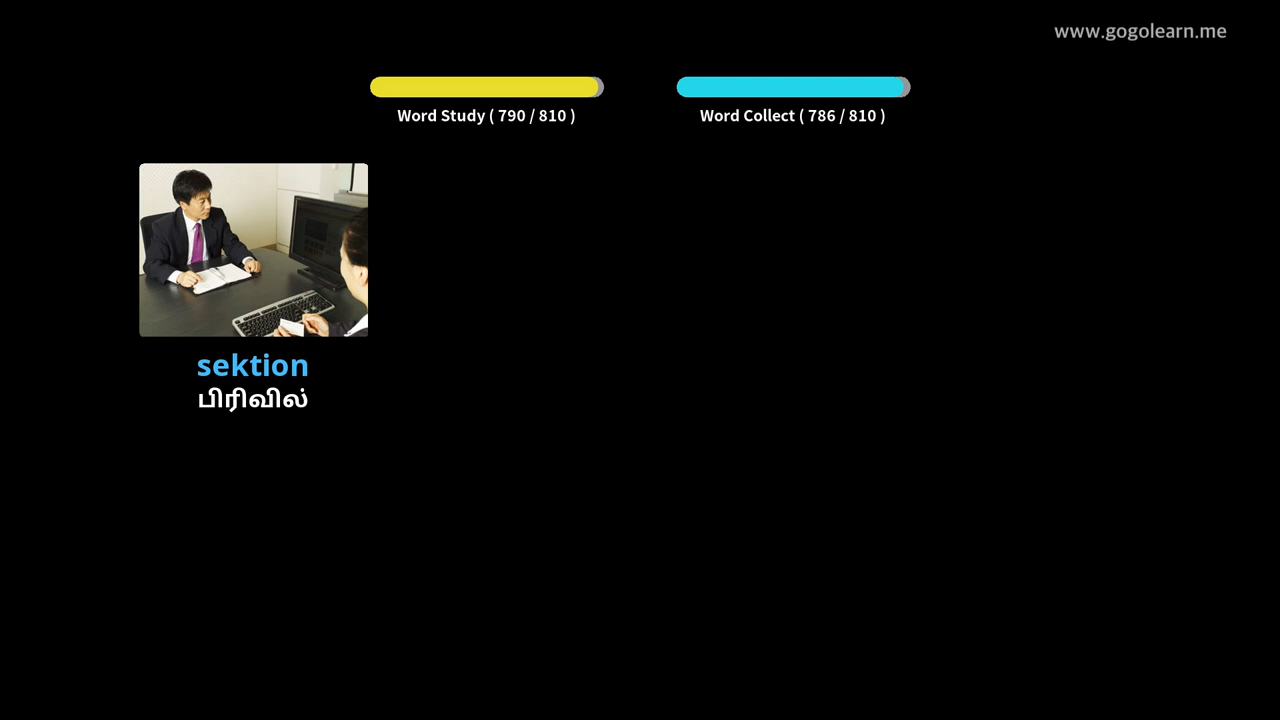 www.gogolearn.me
Word Study ( 790 / 810 )
Word Collect ( 786 / 810 )
sektion
பிரிவில்